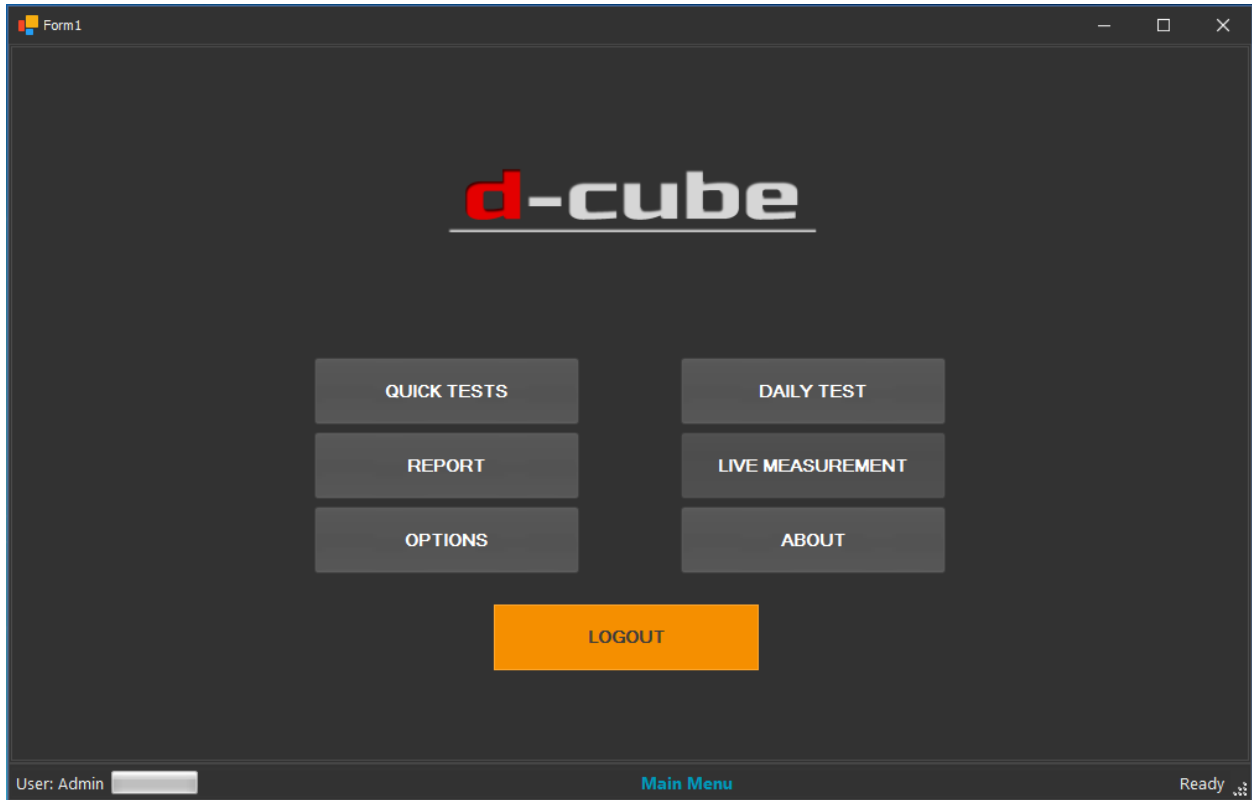 Form1
d-cube
QUICK TESTS
DAILY TEST
REPORT
LIVE MEASUREMENT
OPTIONS
ABOUT
LOGOUT
User: Admin
Main Menu
Ready